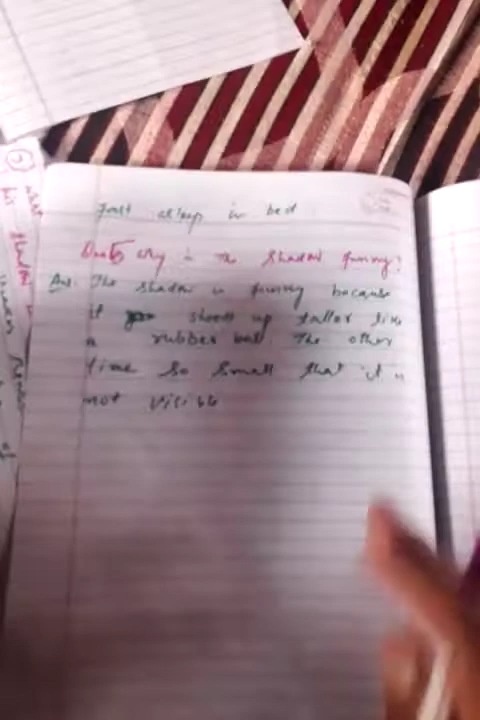 fast asleep in bed
Que5 Why is the shadow funny?
Ans. The shadow is funny because
it shoots up taller like
a rubber ball The other
time so small that it is
not visible